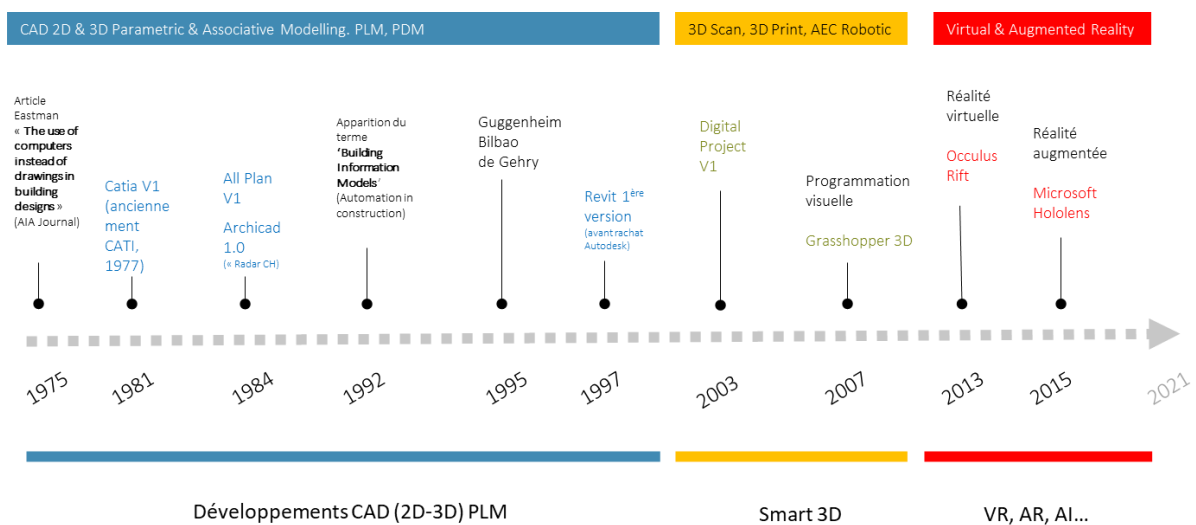 CAD 2D & 3D Parametric & Associative Modelling. PLM, PDM
3D Scan, 3D Print, AEC Robotic
Virtual & Augmented Reality
Article
Eastman
« The use of
computers
instead of
drawings in
building
designs »
(AIA Journal)
Catia V1
(ancienne
ment
CATI,
1977)
All Plan
V1
Archicad
1.0
(« Radar CH)
Apparition du
terme
‘Building
Information
Models’
(Automation in
construction)
Guggenheim
Bilbao
de Gehry
Revit 1ère
version
(avant rachat
Autodesk)
Digital
Project
V1
Programmation
visuelle
Grasshopper 3D
Réalité
virtuelle
Occulus
Rift
Réalité
augmentée
Microsoft
Hololens
1975
1981
1984
1992
1995
1997
2003
2007
2013
2015
2021
Développements CAD (2D-3D) PLM
Smart 3D
VR, AR, AI...